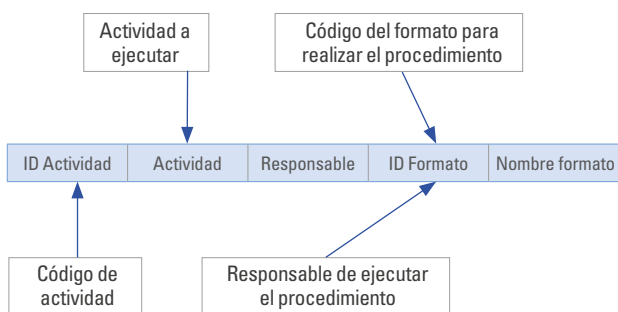 Actividad a
ejecutar
Código del formato para
realizar el procedimiento
ID Actividad
Actividad
Responsable
ID Formato
Nombre formato
Código de
actividad
Responsable de ejecutar
el procedimiento